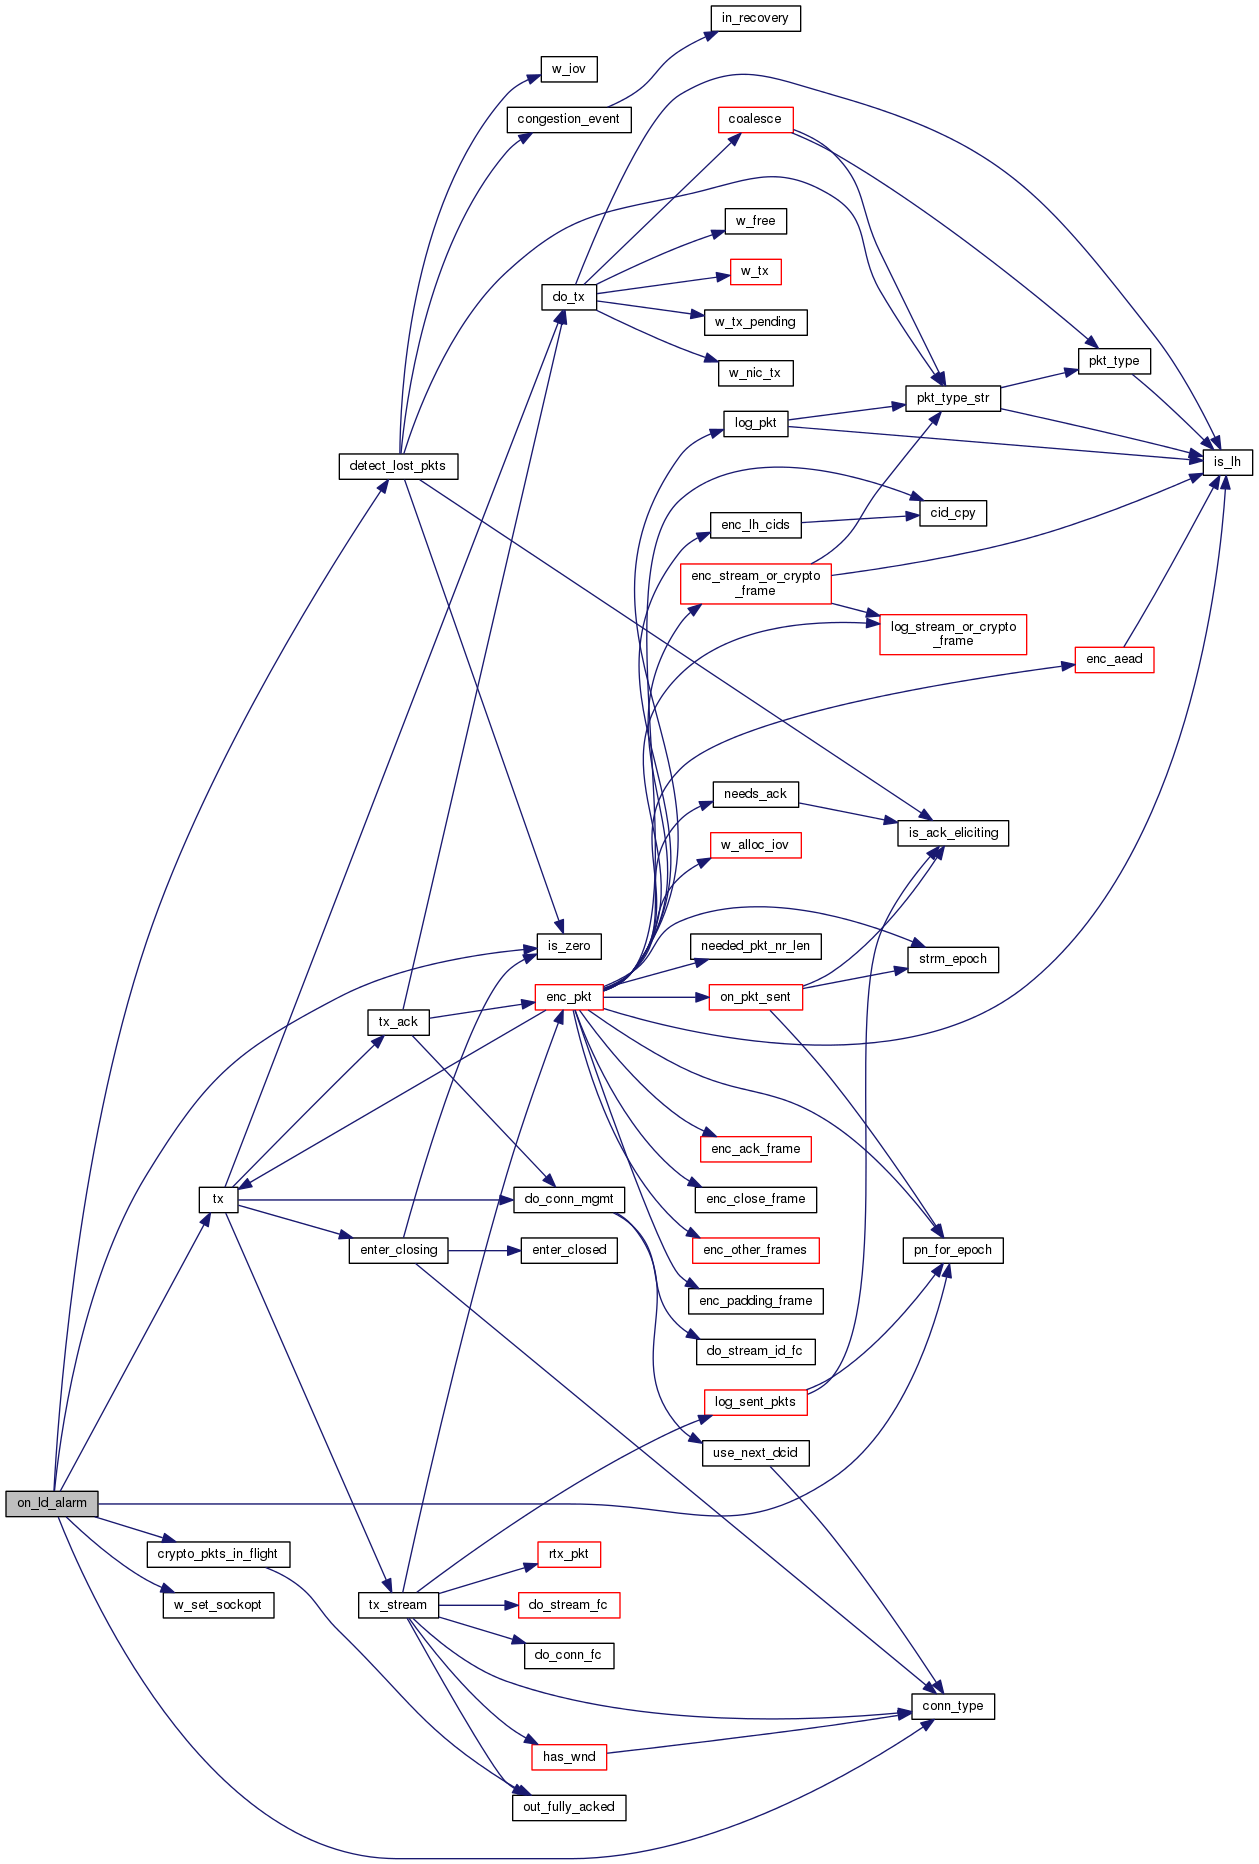 in_recovery
w_iov
congestion_event
coalesce
w_free
w_tx
do_tx
w_tx_pending
pkt_type
w_nic_tx
pkt_type_str
log_pkt
is_lh
detect_lost_pkts
cid_cpy
enc_lh_cids
enc_stream_or_crypto
_frame
log_stream_or_crypto
_frame
enc_aead
needs_ack
is_ack_eliciting
w_alloc_iov
is_zero
needed_pkt_nr_len
strm_epoch
enc_pkt
on_pkt_sent
tx_ack
enc_ack_frame
tx
do_conn_mgmt
enc_close_frame
enter_closing
enter_closed
enc_other_frames
pn_for_epoch
enc_padding_frame
do_stream_id_fc
log_sent_pkts
use_next_dcid
on_ld_alarm
crypto_pkts_in_flight
rtx_pkt
w_set_sockopt
tx_stream
do_stream_fc
do_conn_fc
conn_type
has_wnd
out_fully_acked